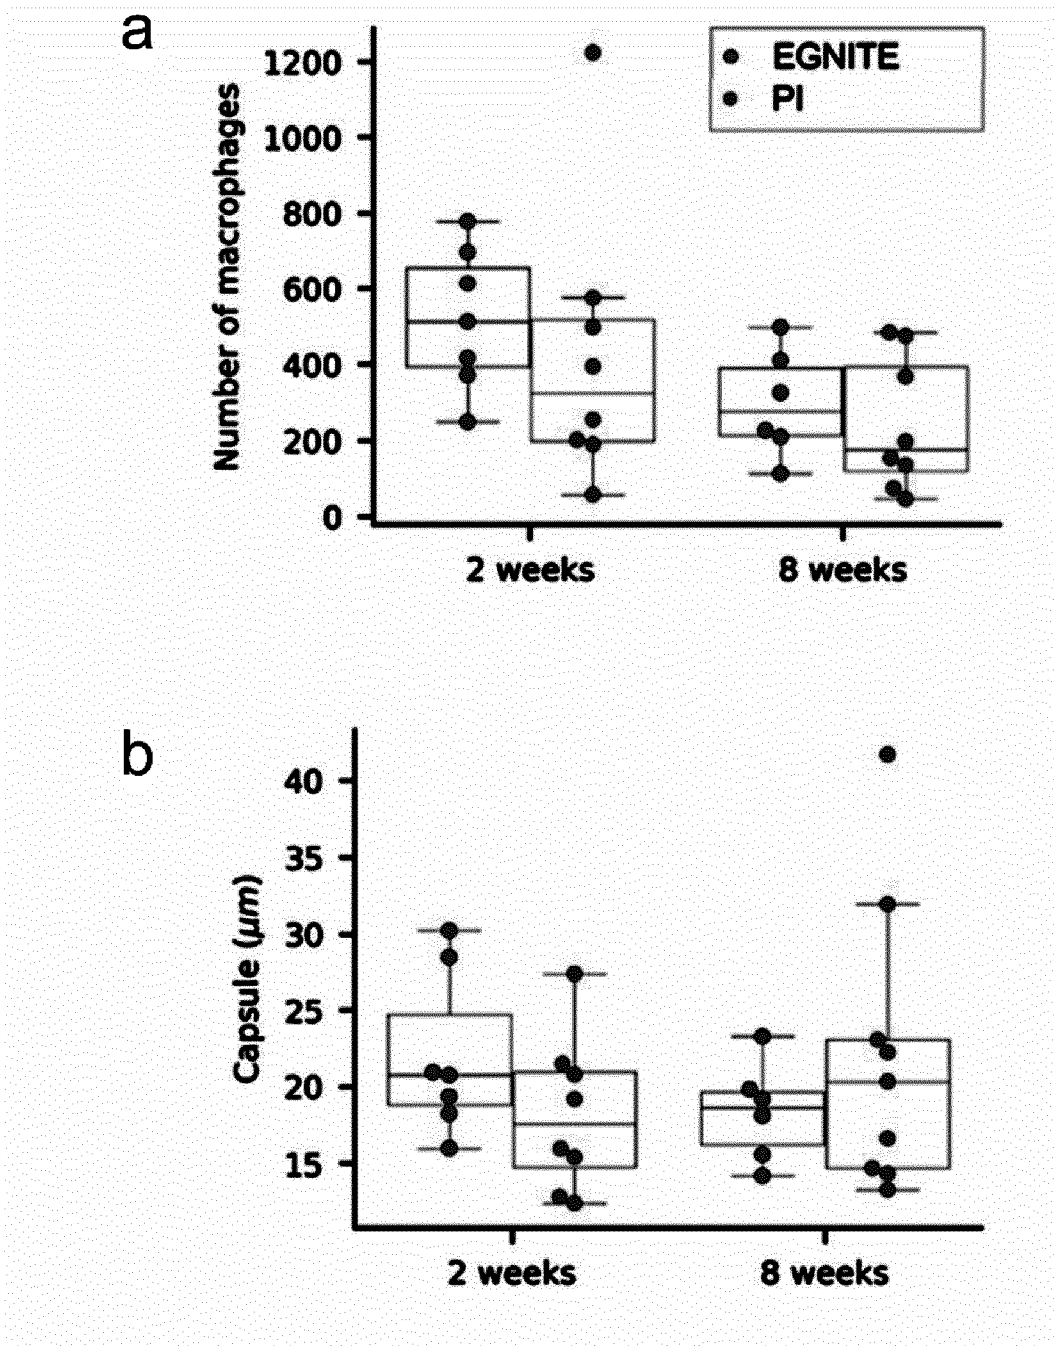 a
EGNITE
PI
Number of macrophages
1200
1000
800
600
400
200
0
2 weeks 8 weeks
b
Capsule (μm)
40
35
30
25
20
15
2 weeks 8 weeks